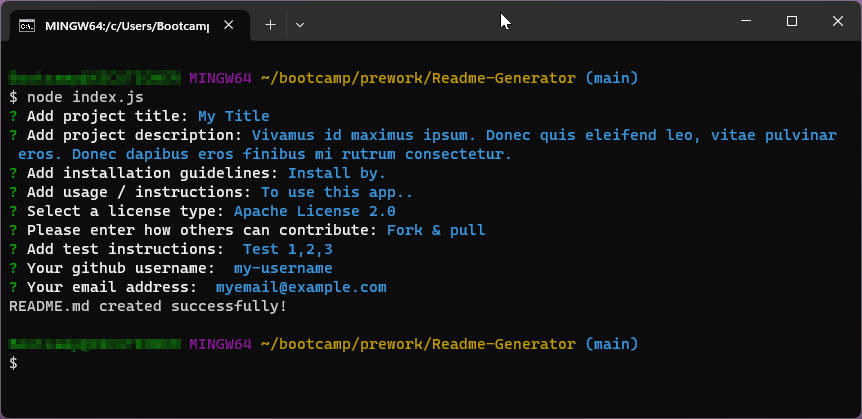 MINGW64:/c/Users/Bootcamp
MINGW64 ~/bootcamp/prework/Readme-Generator (main)
$ node index.js
? Add project title: My Title
? Add project description: Vivamus id maximus ipsum. Donec quis eleifend leo, vitae pulvinar
eros. Donec dapibus eros finibus mi rutrum consectetur.
? Add installation guidelines: Install by.
? Add usage / instructions: To use this app..
? Select a license type: Apache License 2.0
? Please enter how others can contribute: Fork & pull
? Add test instructions:  Test 1,2,3
? Your github username:  my-username
? Your email address:  myemail@example.com
README.md created successfully!
MINGW64 ~/bootcamp/prework/Readme-Generator (main)
$